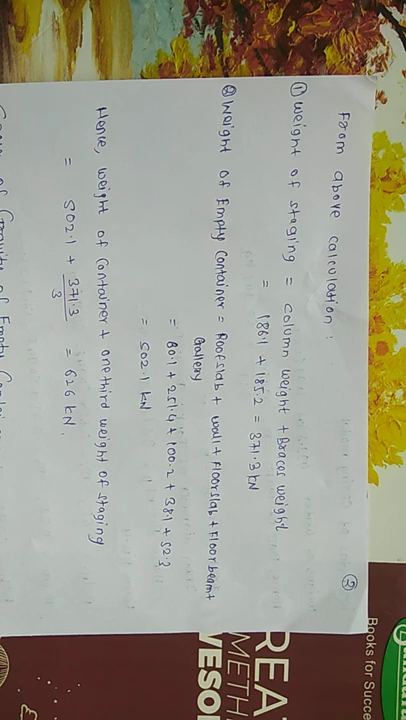 ②
From above calculation :
① Weight of staging = column weight + Braces weight
= 186.1 + 185.2 = 371.3 kN
② Weight of Empty Container = Roof slab + wall + Floor slab + Floor beam +
Gallery
= 80.1 + 251.4 + 100.2 + 38.1 + 52.3
= 502.1 kN
Hence, weight of Container + one third weight of staging
= 502.1 + 371.3 / 3 = 626 kN.
of Empty
Books for Succe
REA
METH
VESO